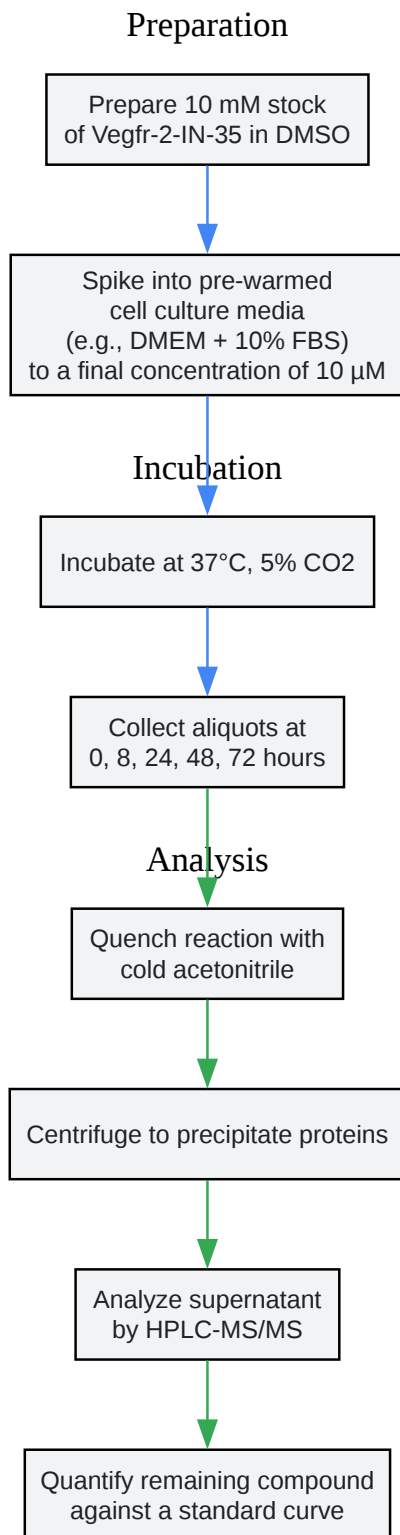 Preparation
Prepare 10 mM stock
of Vegfr-2-IN-35 in DMSO
Spike into pre-warmed
cell culture media
(e.g., DMEM + 10% FBS)
to a final concentration of 10 µM
Incubation
Incubate at 37°C, 5% CO2
Collect aliquots at
0, 8, 24, 48, 72 hours
Analysis
Quench reaction with
cold acetonitrile
Centrifuge to precipitate proteins
Analyze supernatant
by HPLC-MS/MS
Quantify remaining compound
against a standard curve